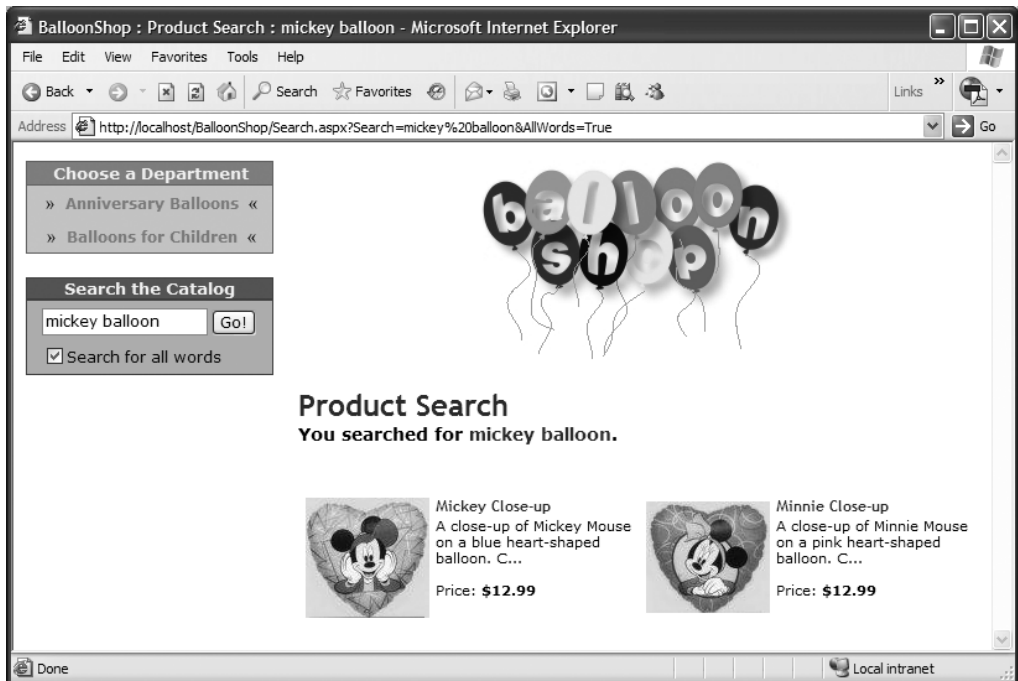 BalloonShop : Product Search : mickey balloon - Microsoft Internet Explorer
File Edit View Favorites Tools Help
Back Search Favorites Links »
Address http://localhost/BalloonShop/Search.aspx?Search=mickey%20balloon&AllWords=True Go
Choose a Department
» Anniversary Balloons «
» Balloons for Children «
Search the Catalog
mickey balloon Go!
Search for all words
balloon
shop
Product Search
You searched for mickey balloon.
Mickey Close-up
A close-up of Mickey Mouse
on a blue heart-shaped
balloon. C...
Price: $12.99
Minnie Close-up
A close-up of Minnie Mouse
on a pink heart-shaped
balloon. C...
Price: $12.99
Done Local intranet